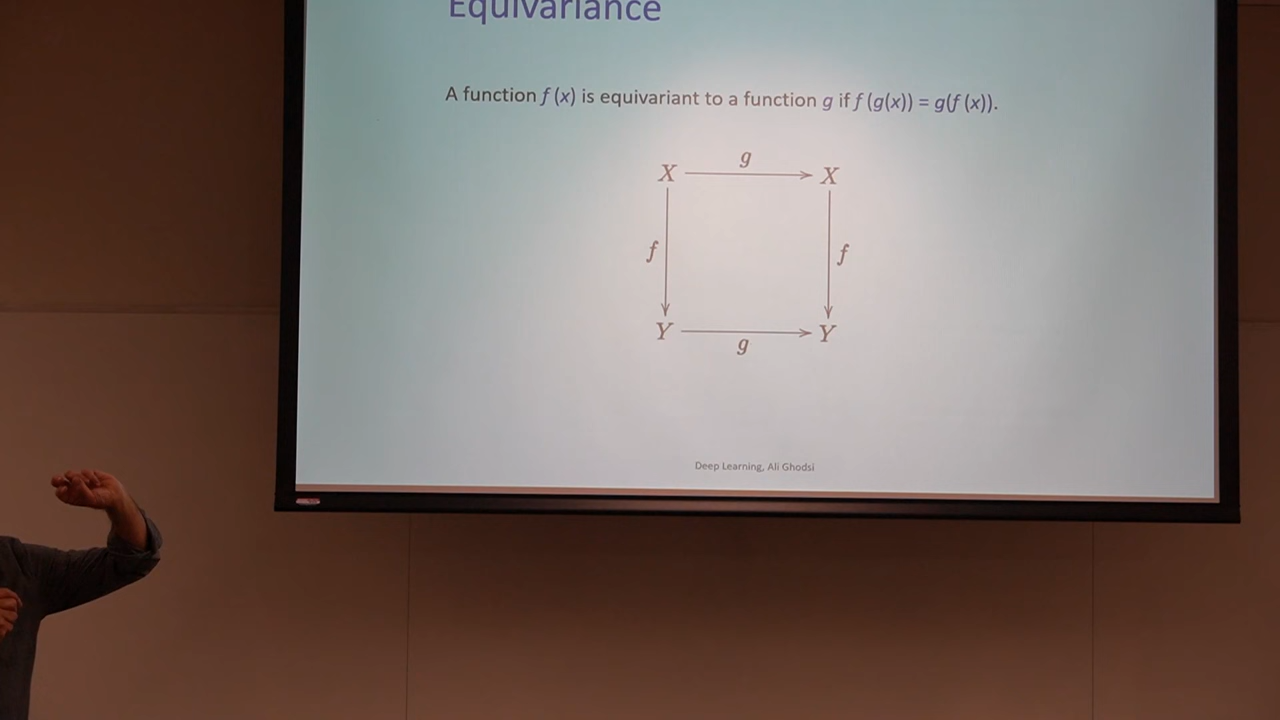 Equivariance
A function f (x) is equivariant to a function g if f (g(x)) = g(f (x)).
g
X X
f f
Y Y
g
Deep Learning, Ali Ghodsi